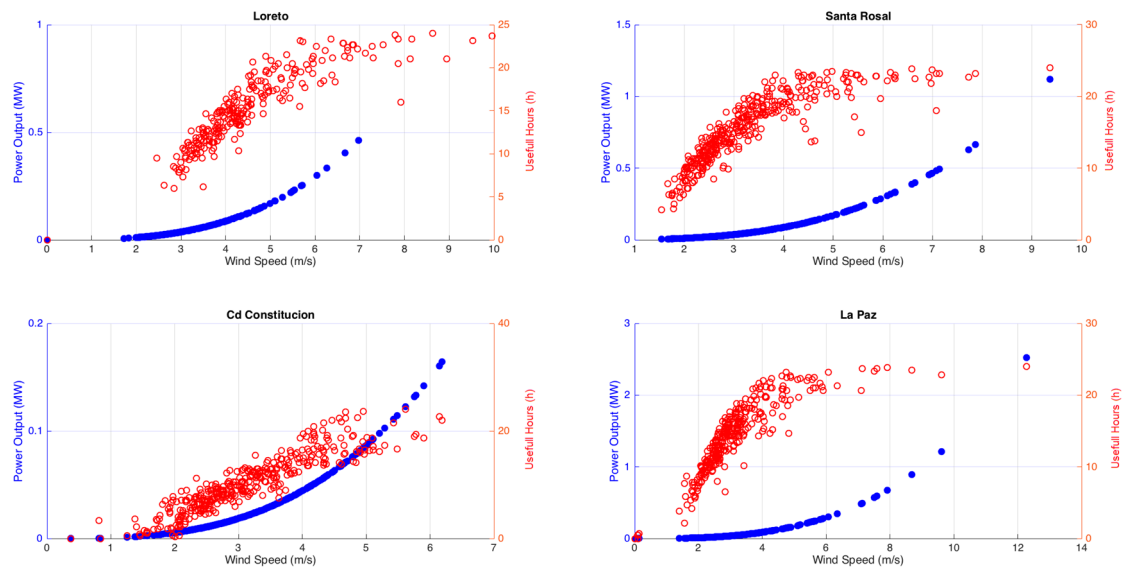 Loreto
1
0.5
0
Power Output (MW)
25
20
15
10
5
0
Usefull Hours (h)
0 1 2 3 4 5 6 7 8 9 10
Wind Speed (m/s)
Santa Rosal
1.5
1
0.5
0
Power Output (MW)
30
20
10
0
Usefull Hours (h)
1 2 3 4 5 6 7 8 9 10
Wind Speed (m/s)
Cd Constitucion
0.2
0.1
0
Power Output (MW)
40
20
0
Usefull Hours (h)
0 1 2 3 4 5 6 7
Wind Speed (m/s)
La Paz
3
2
1
0
Power Output (MW)
30
20
10
0
Usefull Hours (h)
0 2 4 6 8 10 12 14
Wind Speed (m/s)